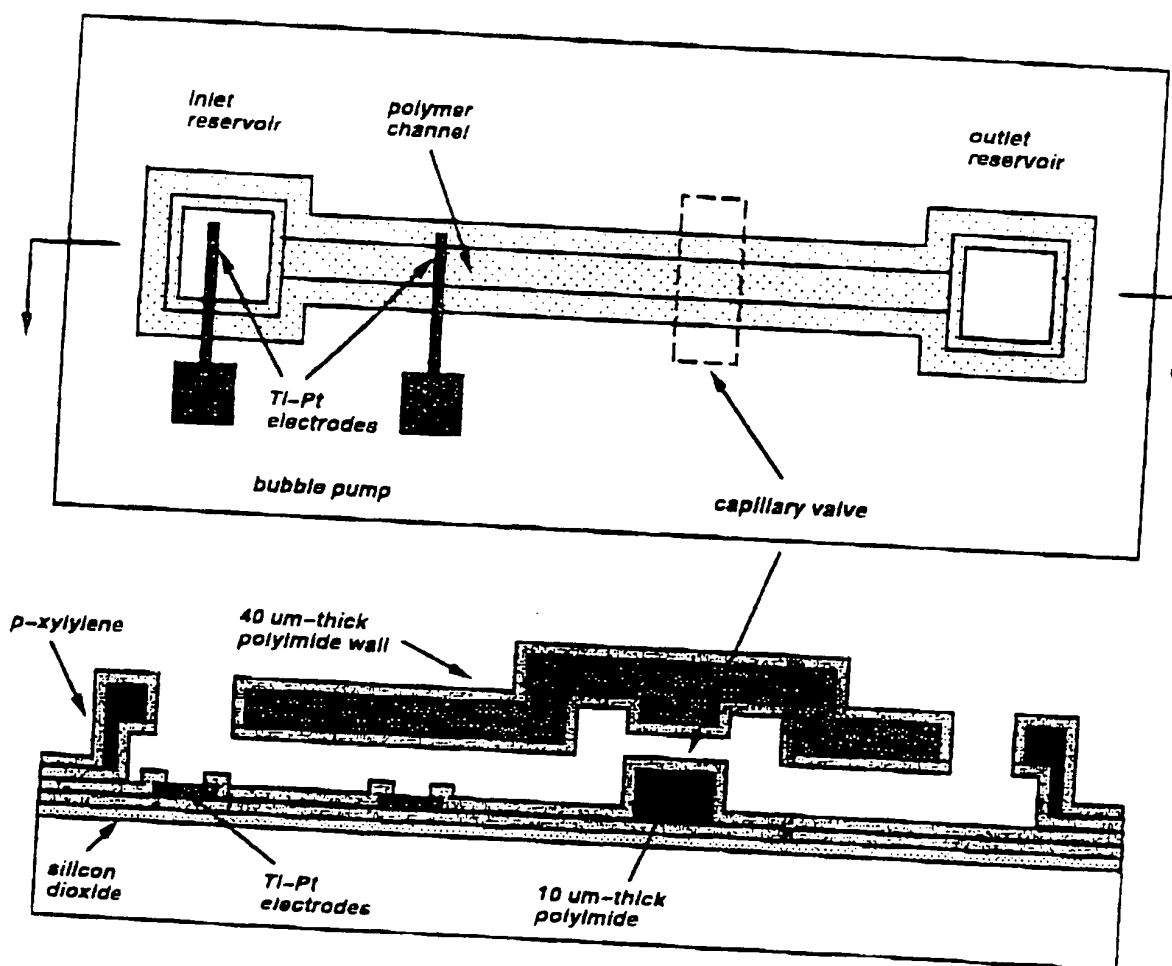 inlet
reservoir
polymer
channel
outlet
reservoir
Ti-Pt
electrodes
bubble pump
capillary valve
p-xylylene
40 um-thick
polyimide wall
silicon
dioxide
Ti-Pt
electrodes
10 um-thick
polyimide